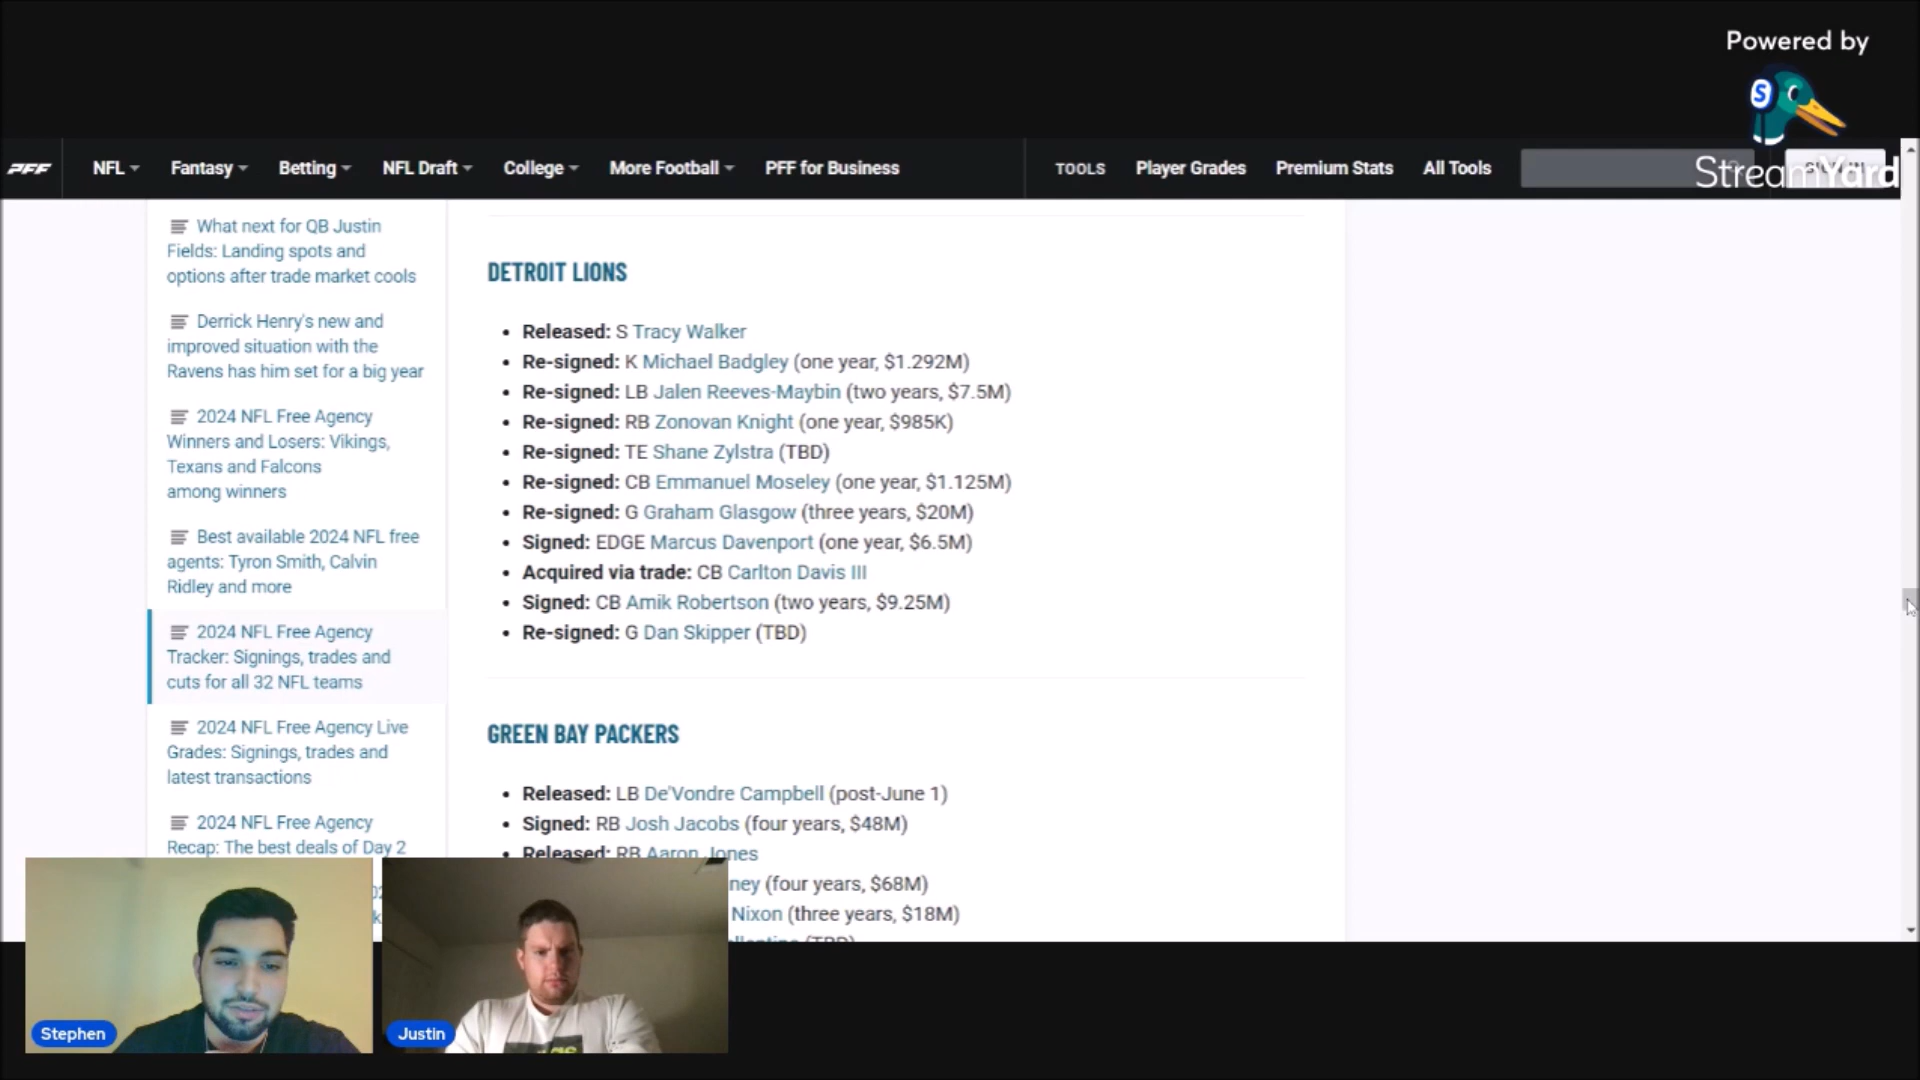 Powered by
StreamYard
PFF
NFL
Fantasy
Betting
NFL Draft
College
More Football
PFF for Business
TOOLS
Player Grades
Premium Stats
All Tools
What next for QB Justin
Fields: Landing spots and
options after trade market cools
Derrick Henry's new and
improved situation with the
Ravens has him set for a big year
2024 NFL Free Agency
Winners and Losers: Vikings,
Texans and Falcons
among winners
Best available 2024 NFL free
agents: Tyron Smith, Calvin
Ridley and more
2024 NFL Free Agency
Tracker: Signings, trades and
cuts for all 32 NFL teams
2024 NFL Free Agency Live
Grades: Signings, trades and
latest transactions
2024 NFL Free Agency
Recap: The best deals of Day 2
DETROIT LIONS
• Released: S Tracy Walker
• Re-signed: K Michael Badgley (one year, $1.292M)
• Re-signed: LB Jalen Reeves-Maybin (two years, $7.5M)
• Re-signed: RB Zonovan Knight (one year, $985K)
• Re-signed: TE Shane Zylstra (TBD)
• Re-signed: CB Emmanuel Moseley (one year, $1.125M)
• Re-signed: G Graham Glasgow (three years, $20M)
• Signed: EDGE Marcus Davenport (one year, $6.5M)
• Acquired via trade: CB Carlton Davis III
• Signed: CB Amik Robertson (two years, $9.25M)
• Re-signed: G Dan Skipper (TBD)
GREEN BAY PACKERS
• Released: LB De'Vondre Campbell (post-June 1)
• Signed: RB Josh Jacobs (four years, $48M)
• Released: RB Aaron Jones
ney (four years, $68M)
Nixon (three years, $18M)
(TBD)
Stephen
Justin